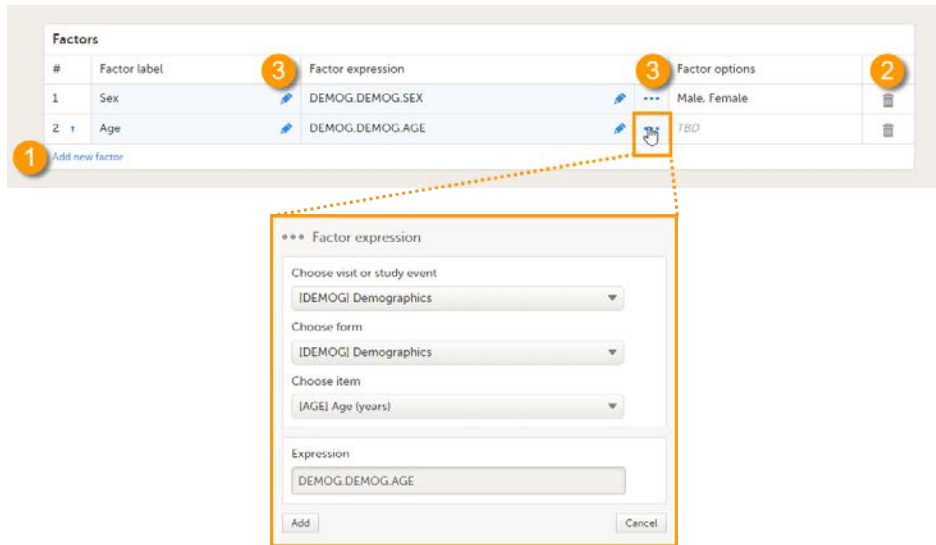 Factors
# Factor label 3 Factor expression 3 Factor options 2
1 Sex DEMOG.DEMOG.SEX ... Male, Female
2 ↑ Age DEMOG.DEMOG.AGE TBD
1 Add new factor
Factor expression
Choose visit or study event
[DEMOG] Demographics
Choose form
[DEMOG] Demographics
Choose item
[AGE] Age (years)
Expression
DEMOG.DEMOG.AGE
Add Cancel